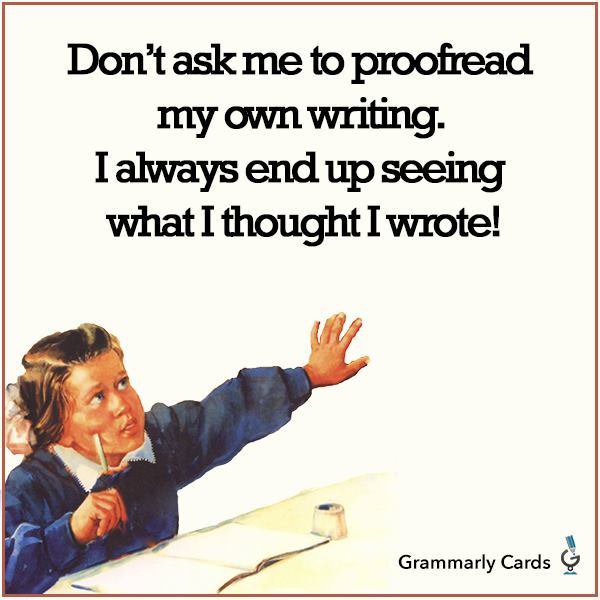 Don't ask me to proofread
my own writing.
I always end up seeing
what I thought I wrote!
Grammarly Cards